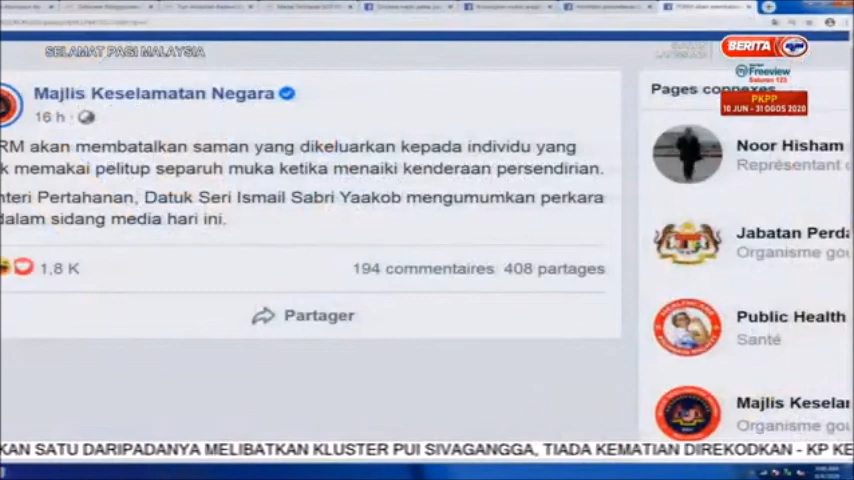 SELAMAT PAGI MALAYSIA
BERITA
Freeview
Saluran 123
PKPP
10 JUN - 31 OGOS 2020
Majlis Keselamatan Negara
16 h
RM akan membatalkan saman yang dikeluarkan kepada individu yang
k memakai pelitup separuh muka ketika menaiki kenderaan persendirian.
nteri Pertahanan, Datuk Seri Ismail Sabri Yaakob mengumumkan perkara
dalam sidang media hari ini.
1,8 K
194 commentaires 408 partages
Partager
Pages connexes
Noor Hisham
Représentant
Jabatan Perda
Organisme gou
Public Health
Santé
Majlis Kesela
Organisme gou
KAN SATU DARIPADANYA MELIBATKAN KLUSTER PUI SIVAGANGGA, TIADA KEMATIAN DIREKODKAN - KP KE